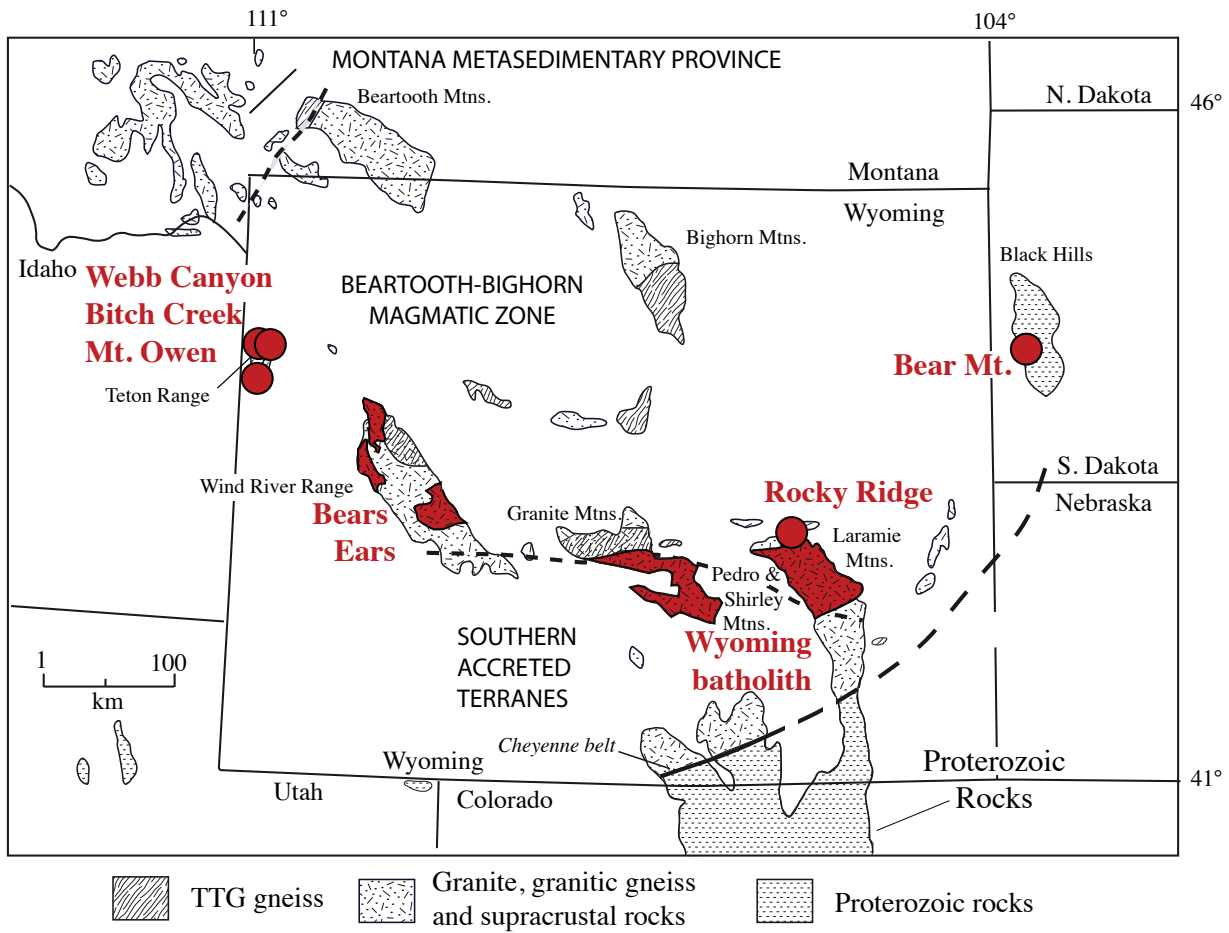 111°
104°
MONTANA METASEDIMENTARY PROVINCE
Beartooth Mtns.
N. Dakota
46°
Montana
Wyoming
Bighorn Mtns.
Black Hills
Idaho
Webb Canyon
Bitch Creek
Mt. Owen
Teton Range
BEARTOOTH-BIGHORN
MAGMATIC ZONE
Bear Mt.
Wind River Range
Bears
Ears
Granite Mtns.
Rocky Ridge
S. Dakota
Nebraska
Laramie
Mtns.
Pedro &
Shirley
Mtns.
Wyoming
batholith
SOUTHERN
ACCRETED
TERRANES
1
100
km
Cheyenne belt
Wyoming
Utah
Colorado
Proterozoic
Rocks
41°
TTG gneiss
Granite, granitic gneiss
and supracrustal rocks
Proterozoic rocks